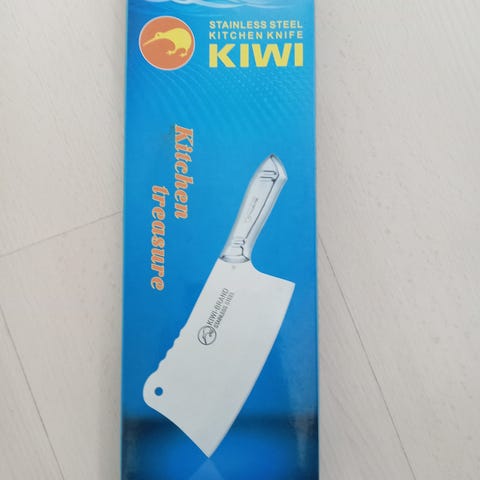 STAINLESS STEEL
KITCHEN KNIFE
KIWI
Kitchen
treasure
KIWI-BRAND
STAINLESS STEEL